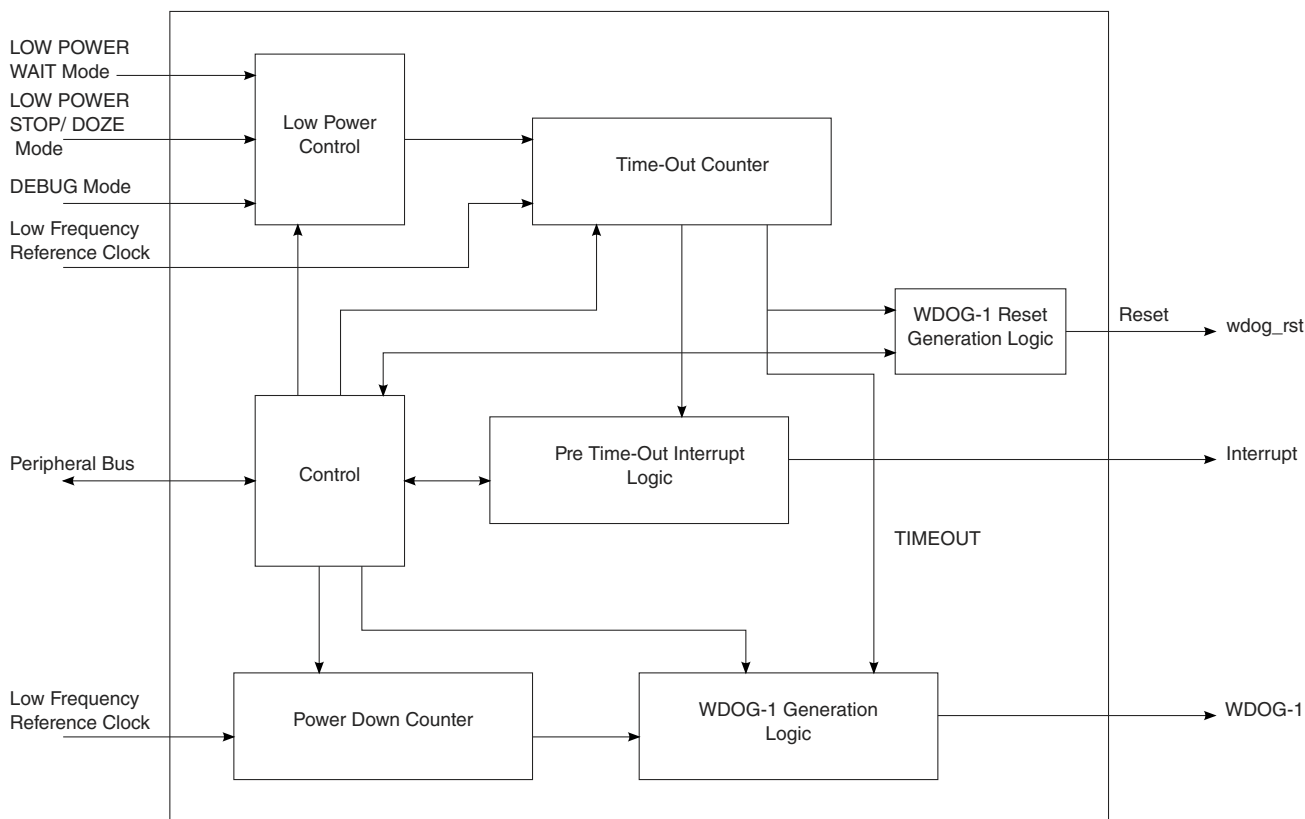 LOW POWER
WAIT Mode
LOW POWER
STOP/ DOZE
Mode
DEBUG Mode
Low Frequency
Reference Clock
Low Power
Control
Time-Out Counter
WDOG-1 Reset
Generation Logic
Reset
wdog_rst
Peripheral Bus
Control
Pre Time-Out Interrupt
Logic
Interrupt
TIMEOUT
Low Frequency
Reference Clock
Power Down Counter
WDOG-1 Generation
Logic
WDOG-1